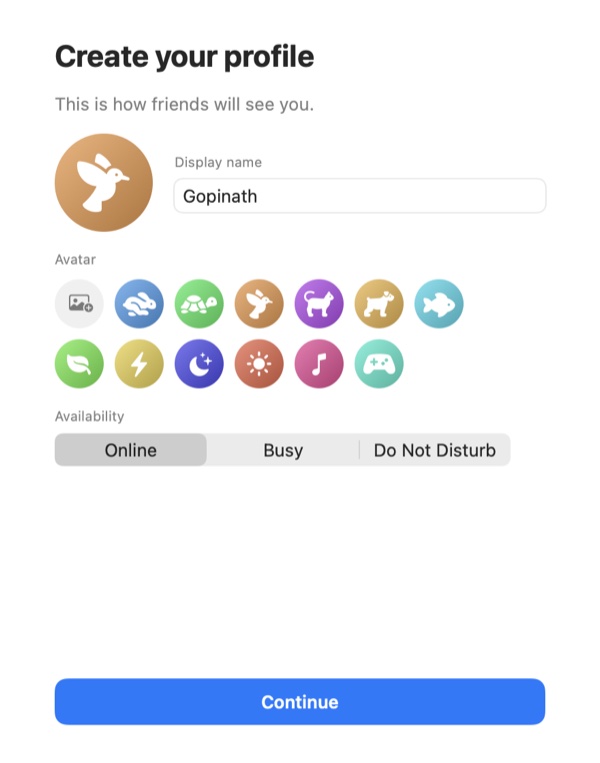 Create your profile
This is how friends will see you.
Display name
Gopinath
Avatar
Availability
Online Busy Do Not Disturb
Continue